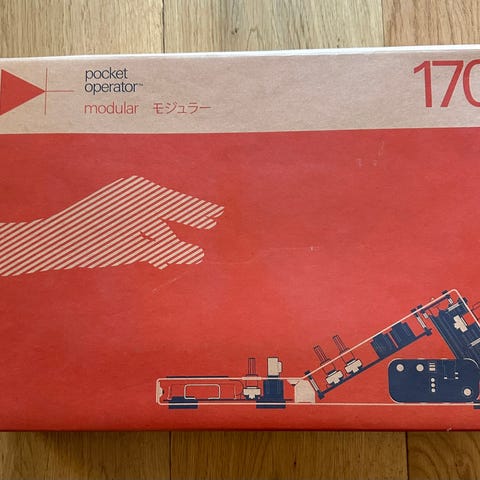 pocket
operator™
modular モジュラー
170